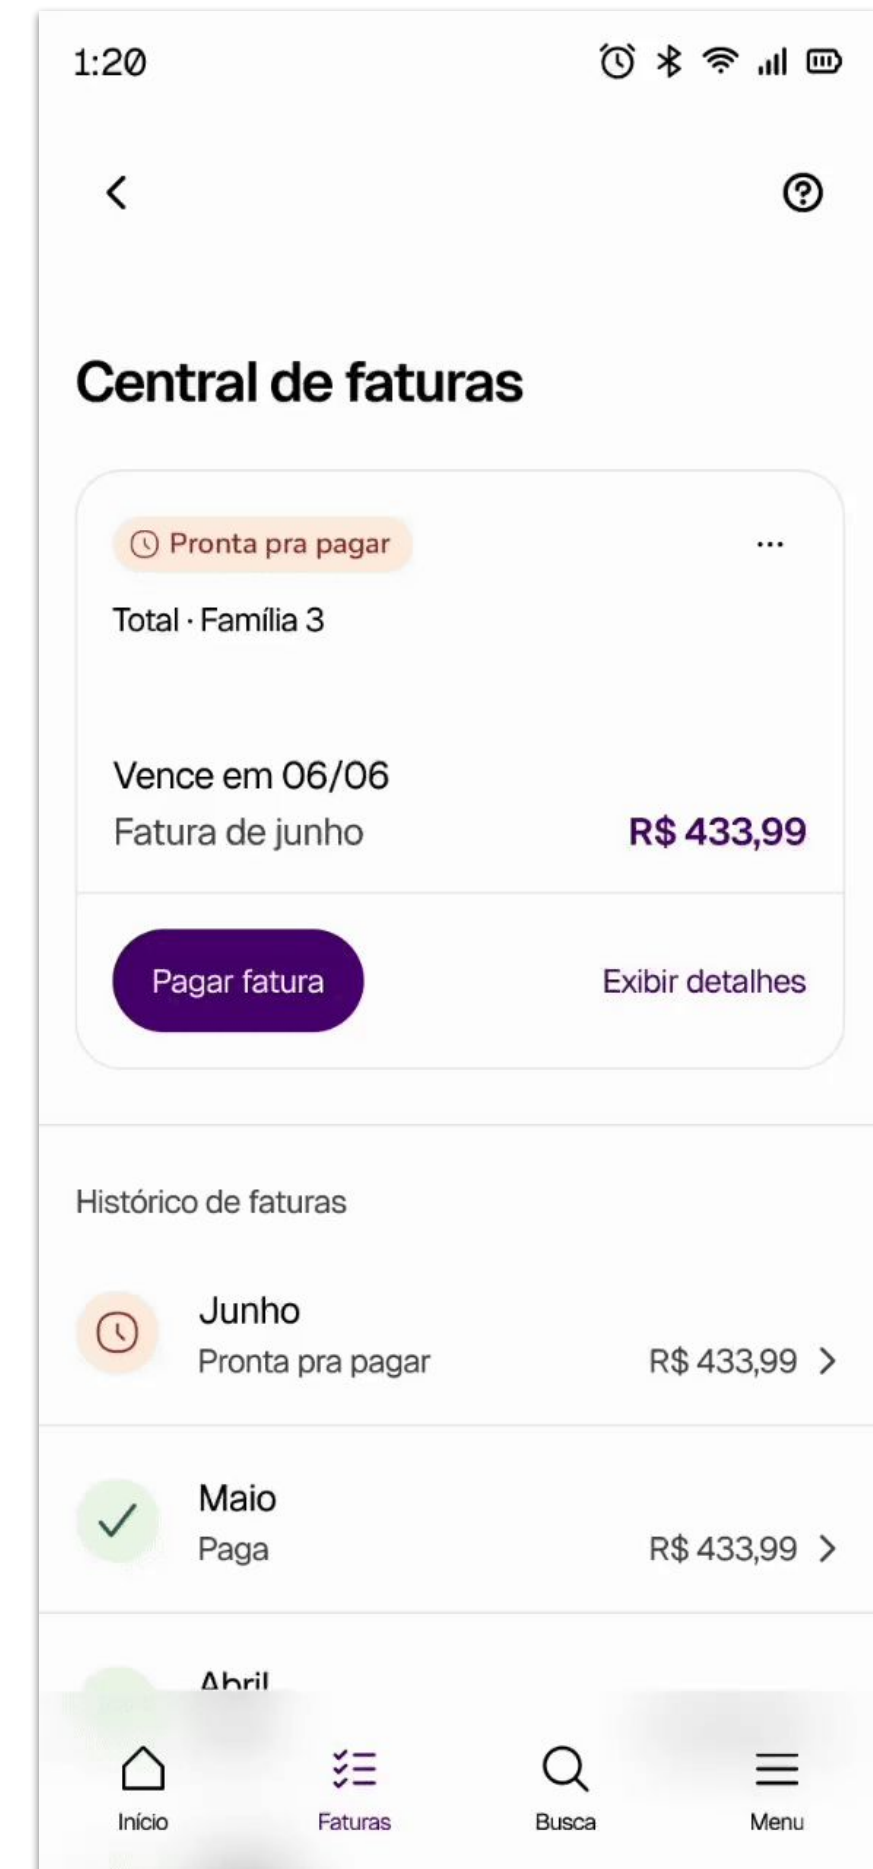 1:20
Central de faturas
Pronta pra pagar
...
Total · Família 3
Vence em 06/06
Fatura de junho R$ 433,99
Pagar fatura Exibir detalhes
Histórico de faturas
Junho
Pronta pra pagar R$ 433,99
Maio
Paga R$ 433,99
Abril
Início Faturas Busca Menu